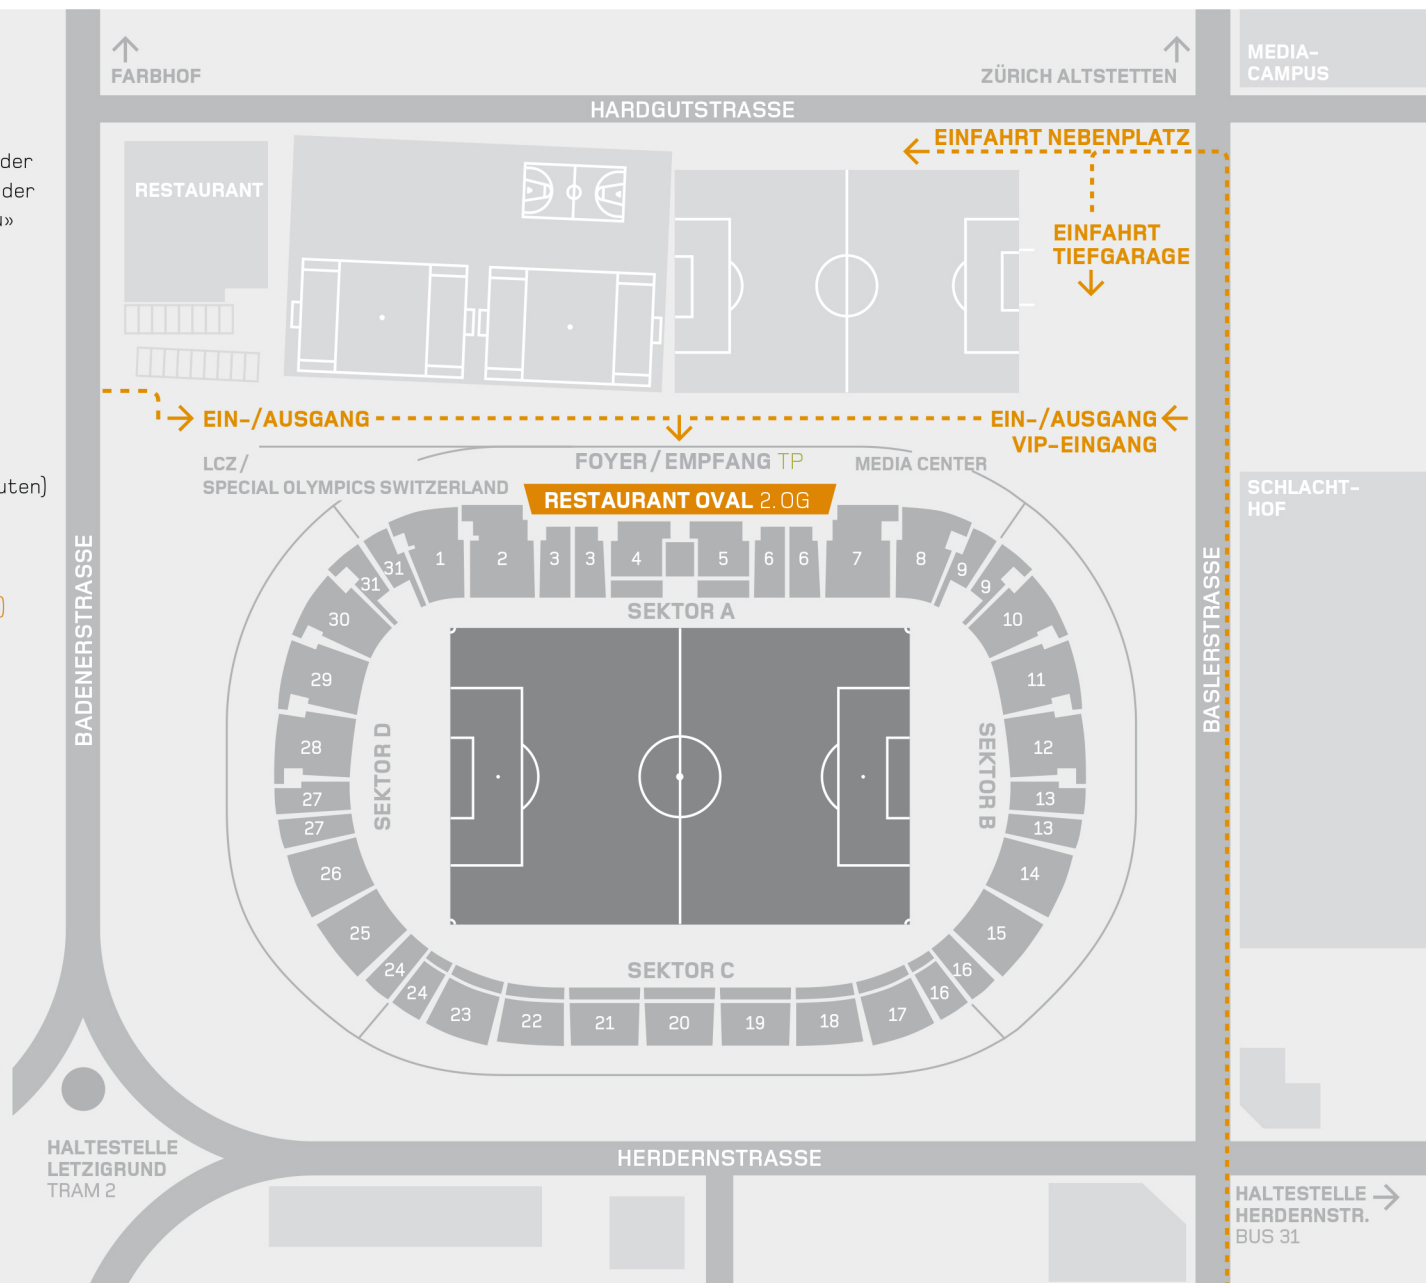 FARBHOF
ZÜRICH ALTSTETTEN
MEDIA-
CAMPUS
HARDGUTSTRASSE
EINFAHRT NEBENPLATZ
der
der
»
RESTAURANT
EINFAHRT
TIEFGARAGE
EIN-/AUSGANG
EIN-/AUSGANG
VIP-EINGANG
LCZ/
SPECIAL OLYMPICS SWITZERLAND
FOYER/EMPFANG TP
MEDIA CENTER
uten)
RESTAURANT OVAL 2.OG
SCHLACHT-
HOF
)
BADENERSTRASSE
BASLERSTRASSE
31
31
1
2
3
3
4
5
6
6
7
8
9
9
SEKTOR A
30
10
29
11
28
12
27
13
27
13
SEKTOR D
SEKTOR B
26
14
25
15
24
16
24
16
SEKTOR C
23
22
21
20
19
18
17
HALTESTELLE
LETZIGRUND
TRAM 2
HERDERNSTRASSE
HALTESTELLE
HERDERNSTR.
BUS 31